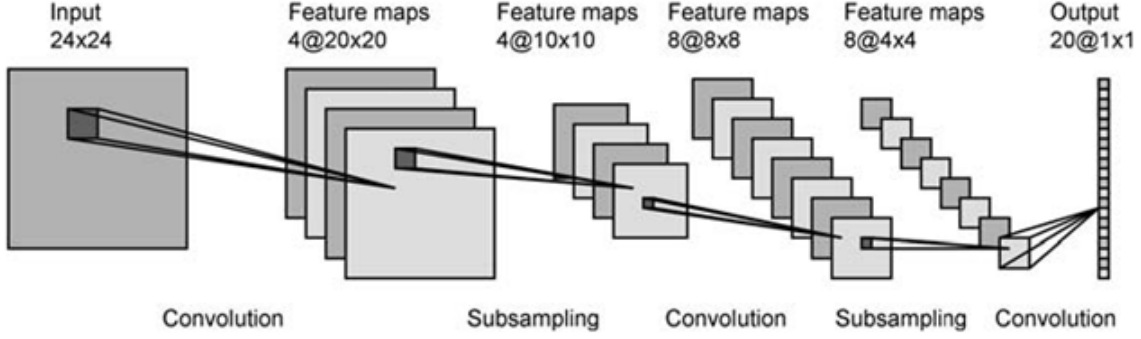 Input
24x24
Feature maps
4@20x20
Feature maps
4@10x10
Feature maps
8@8x8
Feature maps
8@4x4
Output
20@1x1
Convolution
Subsampling
Convolution
Subsampling
Convolution